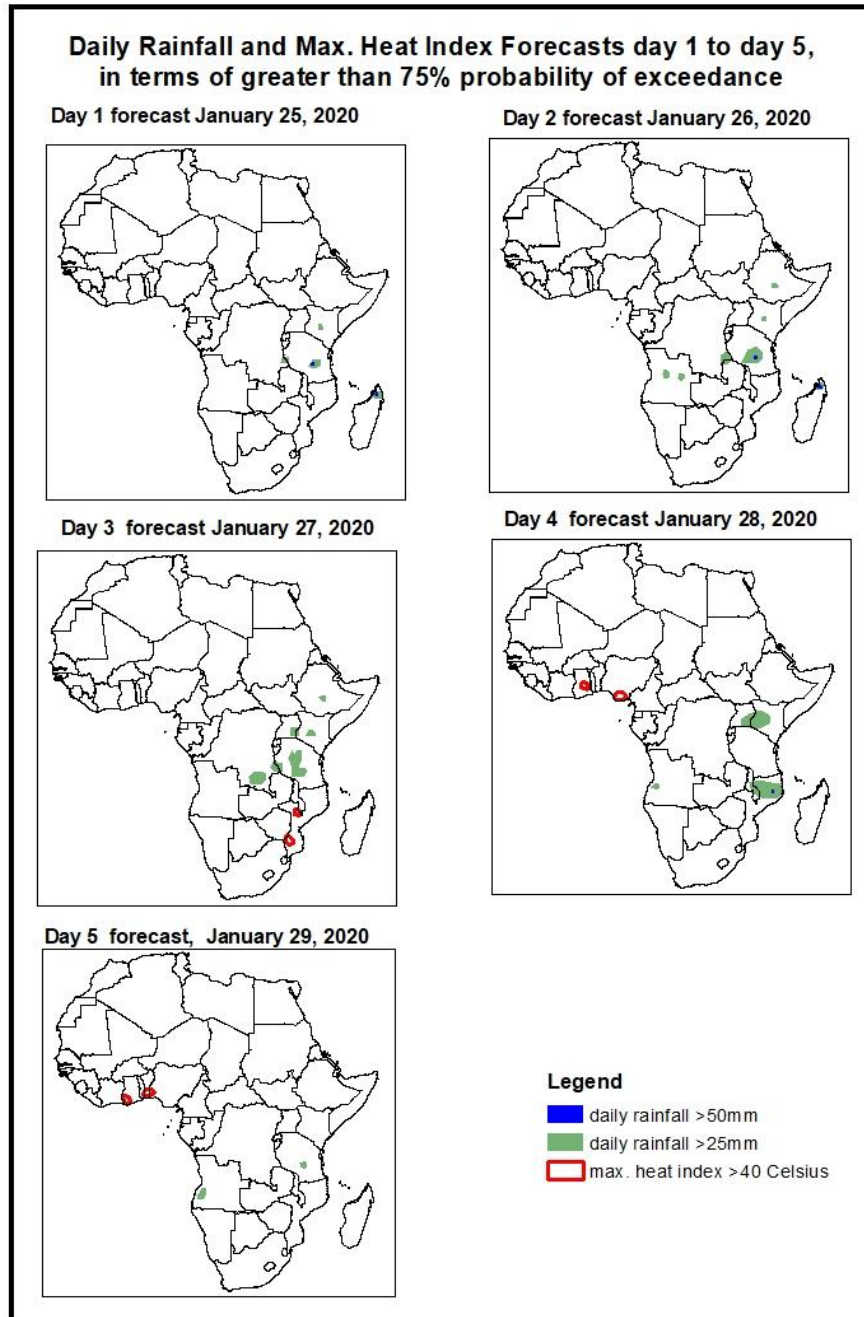 Daily Rainfall and Max. Heat Index Forecasts day 1 to day 5,
in terms of greater than 75% probability of exceedance
Day 1 forecast January 25, 2020
Day 2 forecast January 26, 2020
Day 3 forecast January 27, 2020
Day 4 forecast January 28, 2020
Day 5 forecast, January 29, 2020
Legend
daily rainfall >50mm
daily rainfall >25mm
max. heat index >40 Celsius